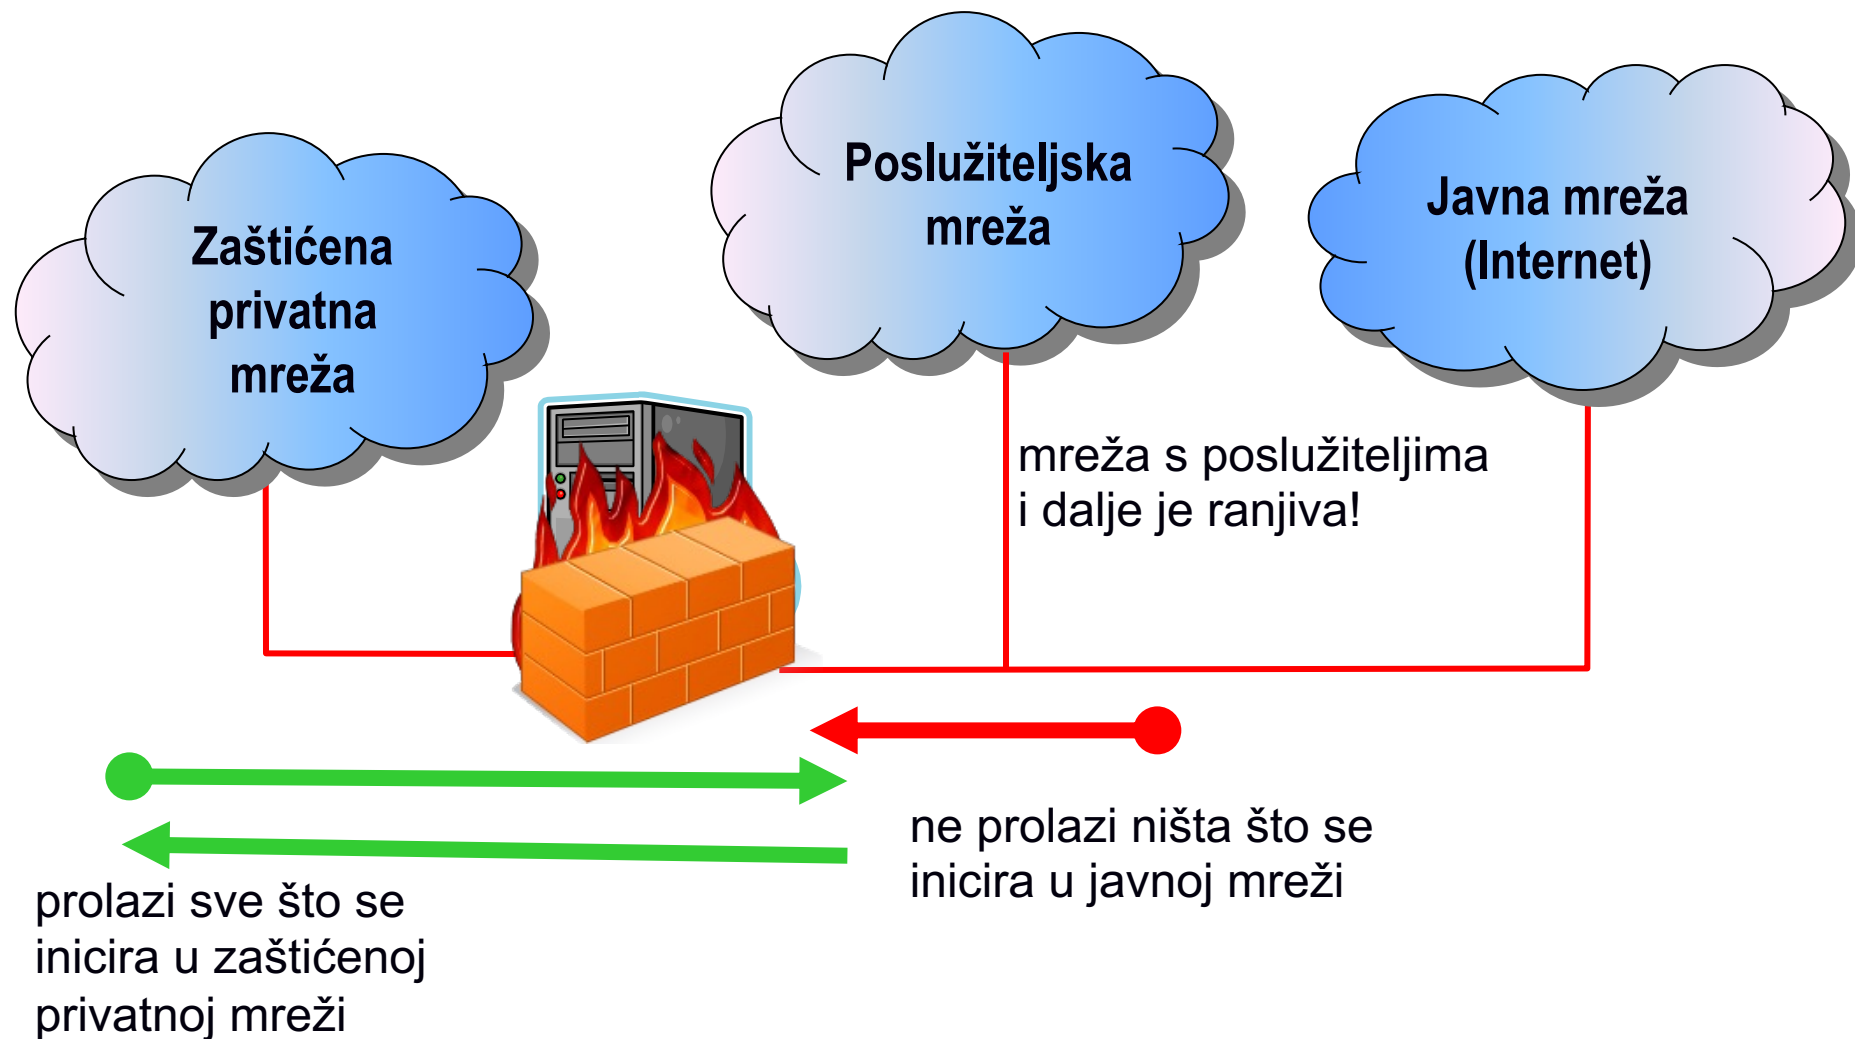 Zaštićena
privatna
mreža
Poslužiteljska
mreža
Javna mreža
(Internet)
mreža s poslužiteljima
i dalje je ranjiva!
ne prolazi ništa što se
inicira u javnoj mreži
prolazi sve što se
inicira u zaštićenoj
privatnoj mreži